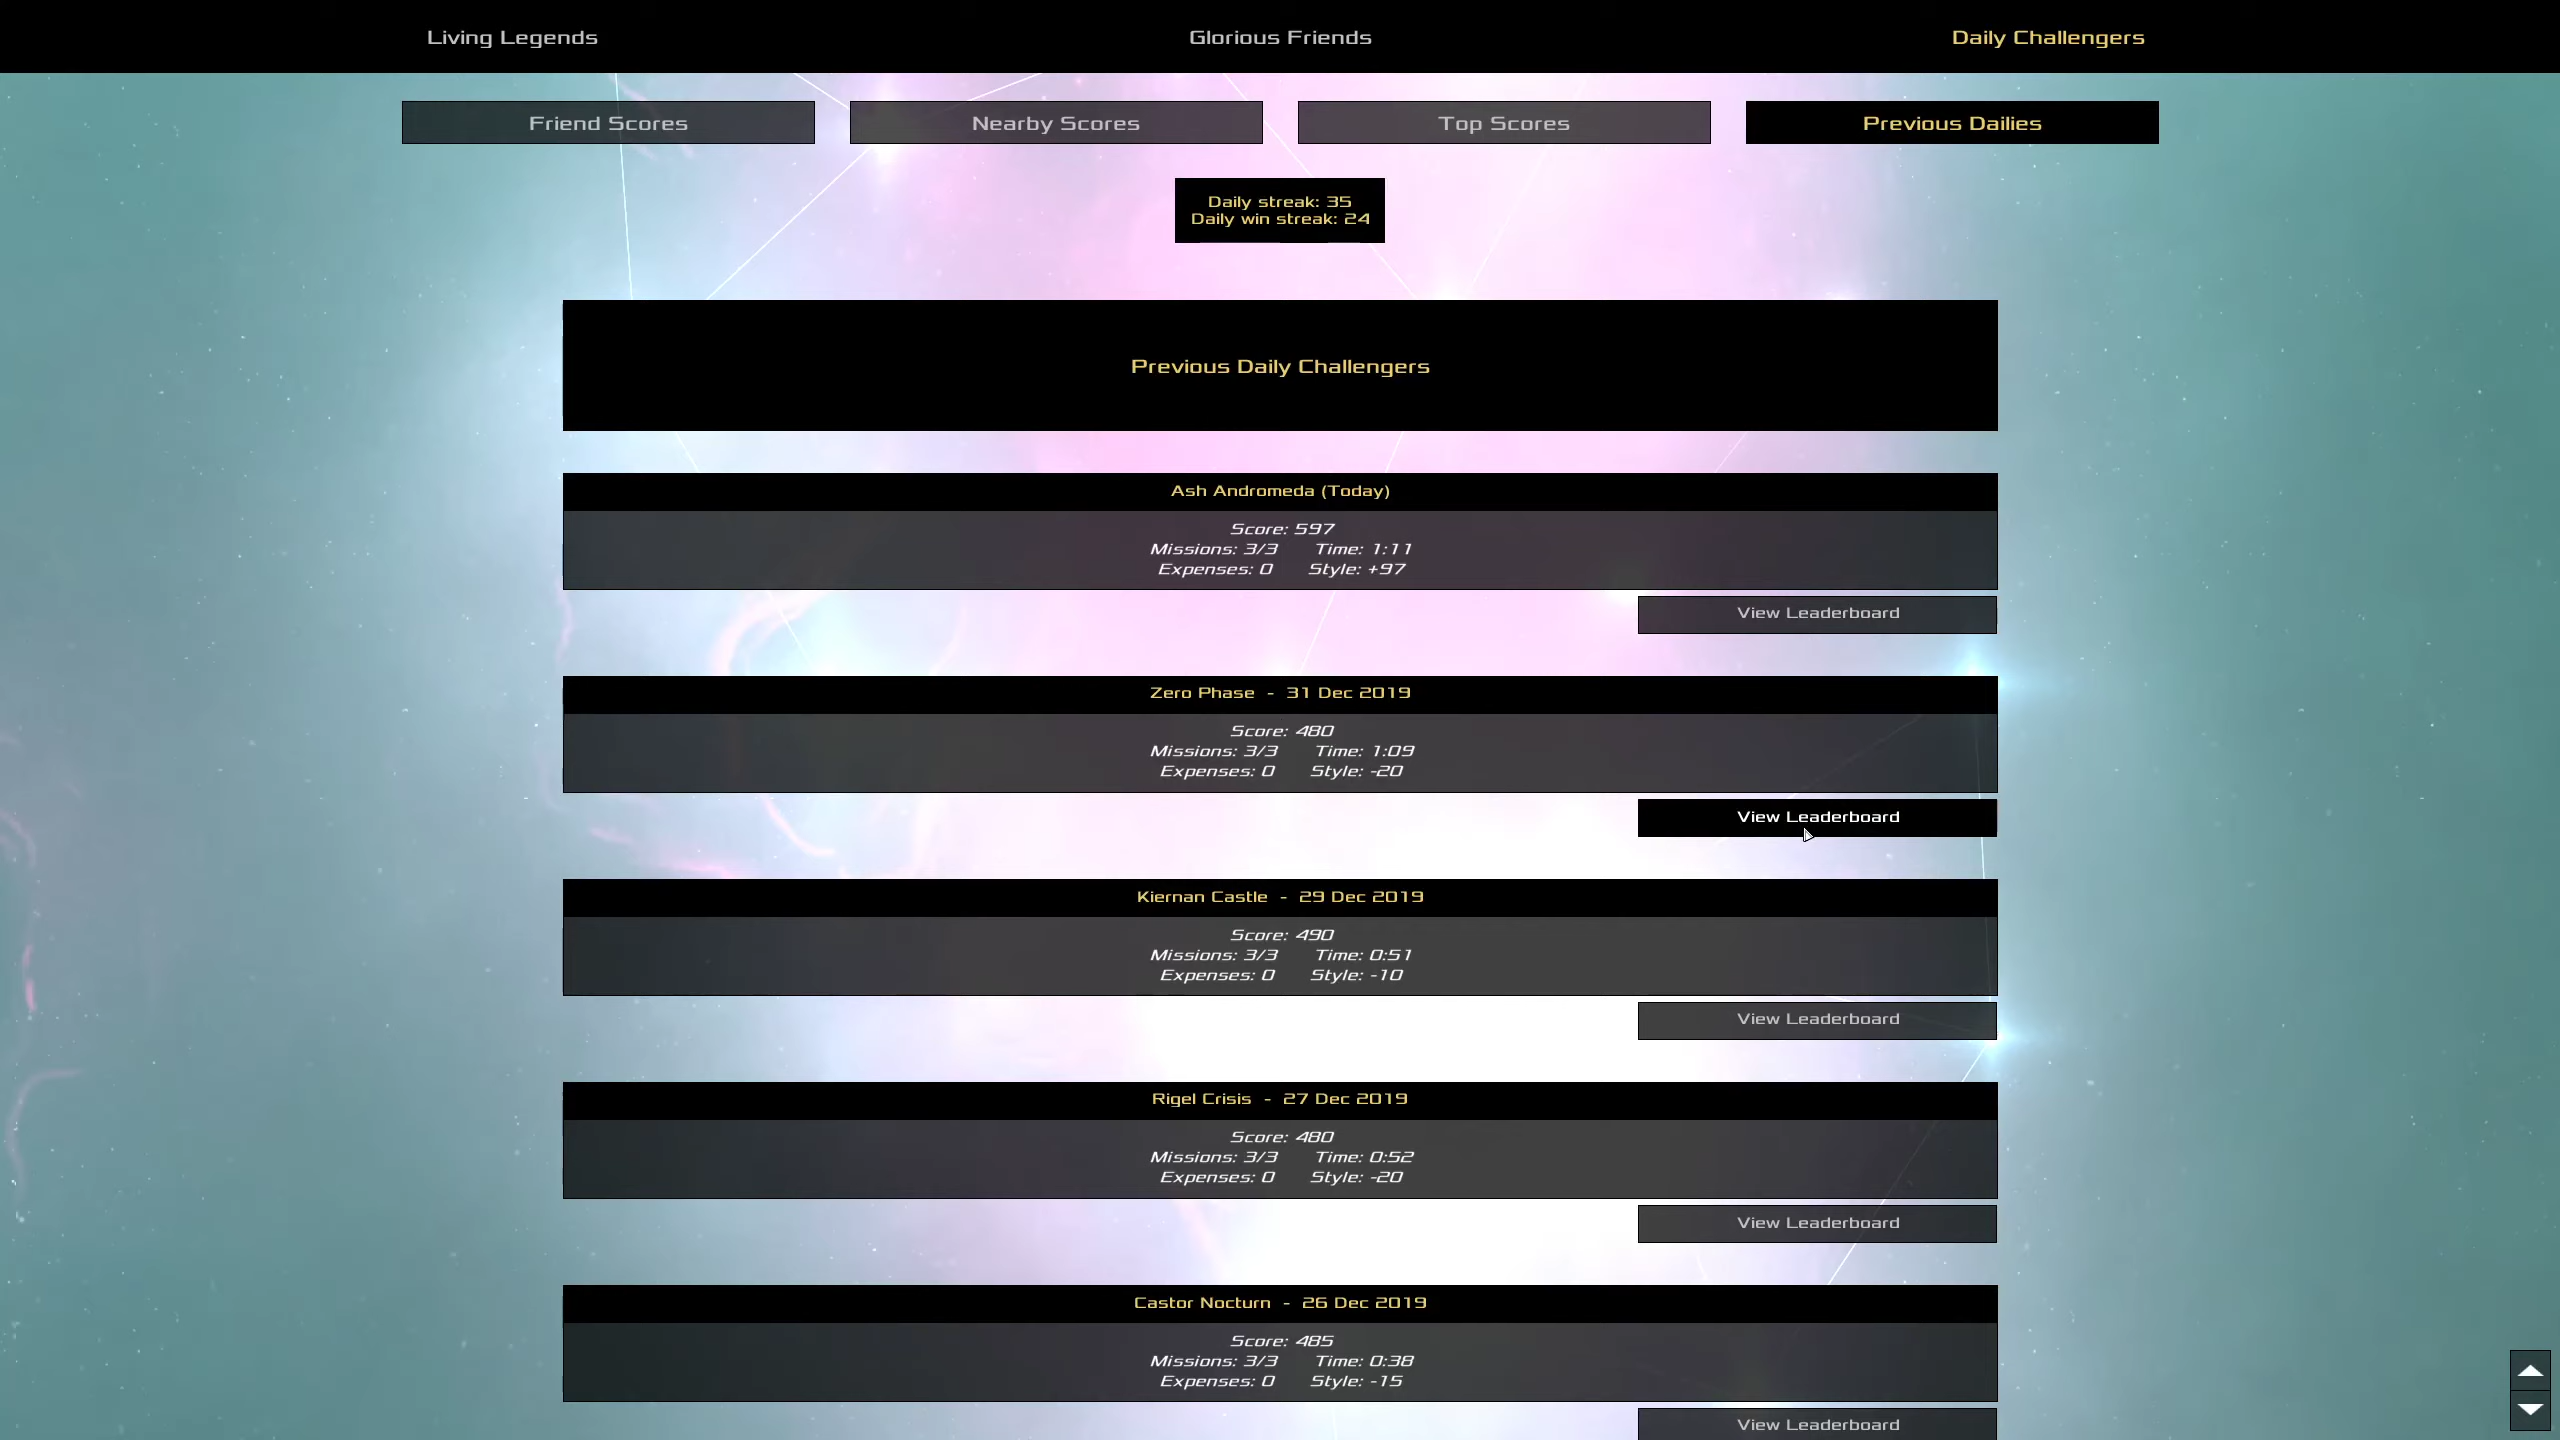 Living Legends
Glorious Friends
Daily Challengers
Friend Scores
Nearby Scores
Top Scores
Previous Dailies
Daily streak: 35
Daily win streak: 24
Previous Daily Challengers
Ash Andromeda (Today)
Score: 597
Missions: 3/3 Time: 1:11
Expenses: 0 Style: +97
View Leaderboard
Zero Phase - 31 Dec 2019
Score: 480
Missions: 3/3 Time: 1:09
Expenses: 0 Style: -20
View Leaderboard
Kiernan Castle - 29 Dec 2019
Score: 490
Missions: 3/3 Time: 0:51
Expenses: 0 Style: -10
View Leaderboard
Rigel Crisis - 27 Dec 2019
Score: 480
Missions: 3/3 Time: 0:52
Expenses: 0 Style: -20
View Leaderboard
Castor Nocturn - 26 Dec 2019
Score: 485
Missions: 3/3 Time: 0:38
Expenses: 0 Style: -15
View Leaderboard